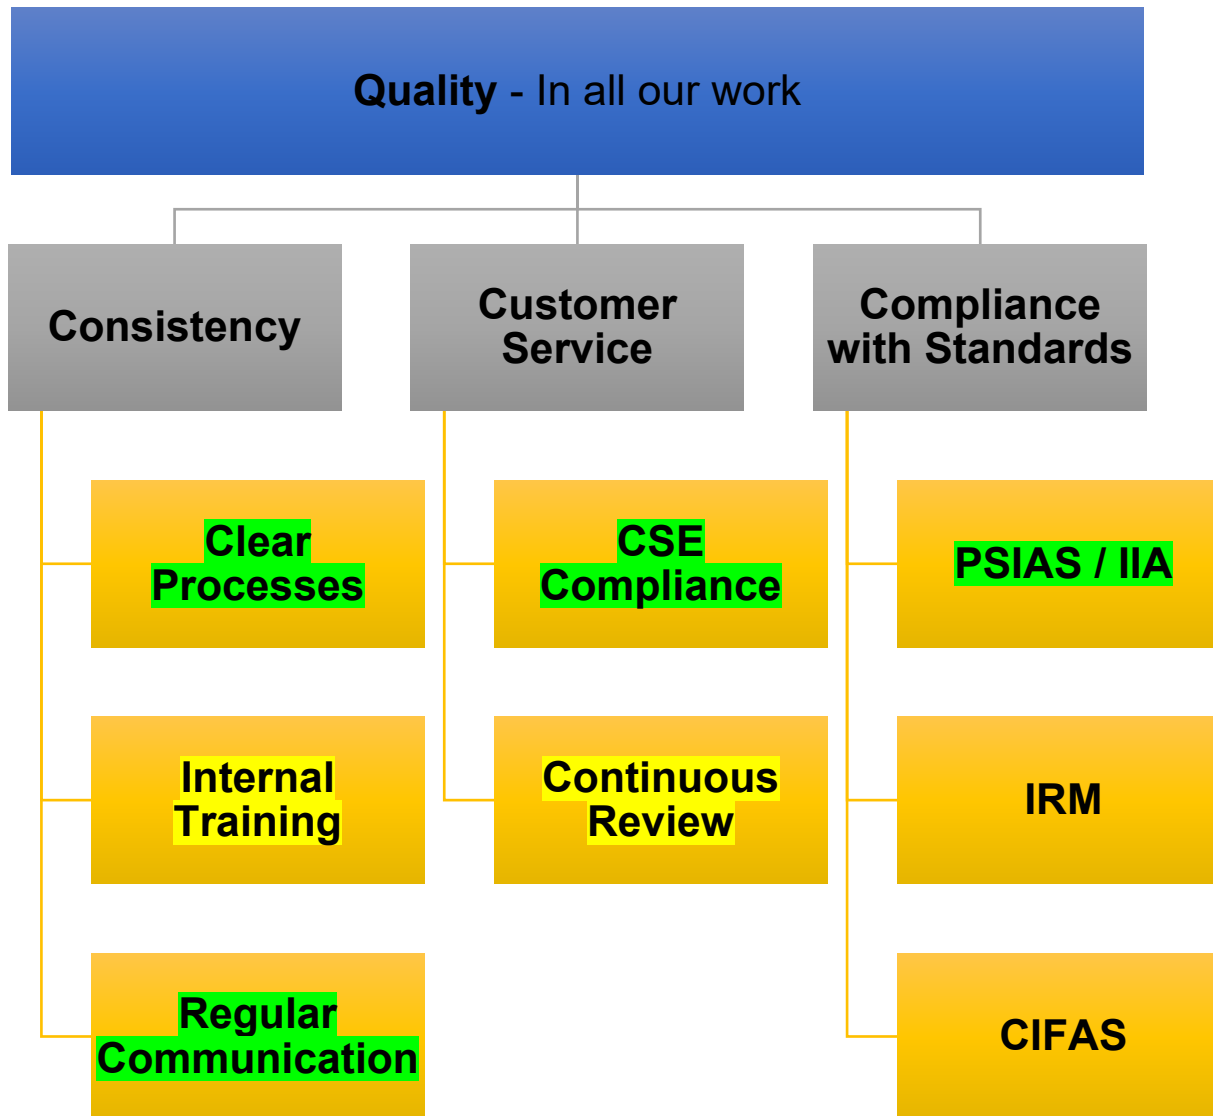 Quality - In all our work
Consistency
Customer
Service
Compliance
with Standards
Clear
Processes
CSE
Compliance
PSIAS / IIA
Internal
Training
Continuous
Review
IRM
Regular
Communication
CIFAS